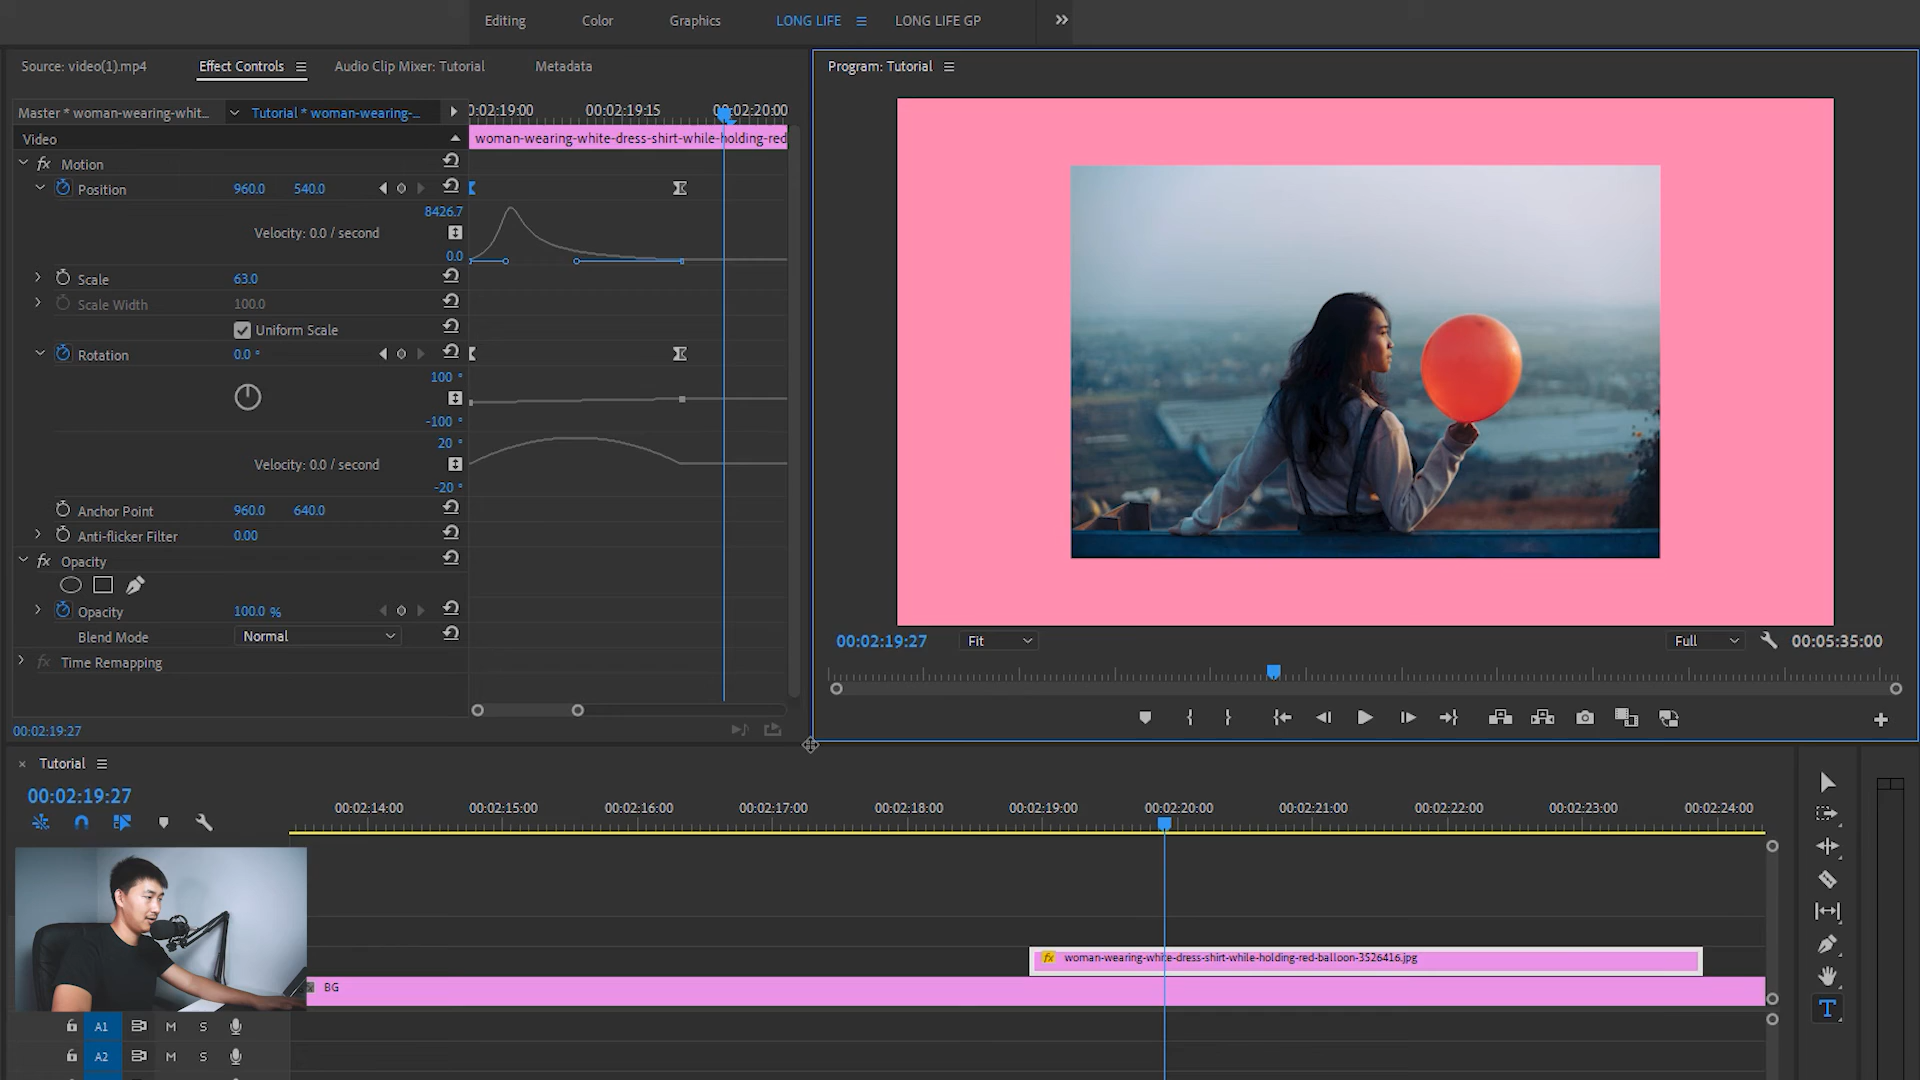 Editing Color Graphics LONG LIFE LONG LIFE GP
Source: video(1).mp4 Effect Controls Audio Clip Mixer: Tutorial Metadata
Program: Tutorial
Master * woman-wearing-whit... Tutorial * woman-wearing-...
0:02:19:00 00:02:19:15 00:02:20:00
Video
woman-wearing-white-dress-shirt-while-holding-red
fx Motion
Position 960.0 540.0
8426.7
Velocity: 0.0 / second
0.0
Scale 63.0
Scale Width 100.0
Uniform Scale
Rotation 0.0 °
100 °
-100 °
20 °
Velocity: 0.0 / second
-20 °
Anchor Point 960.0 640.0
Anti-flicker Filter 0.00
fx Opacity
Opacity 100.0 %
Blend Mode Normal
fx Time Remapping
00:02:19:27
00:02:19:27 Fit Full 00:05:35:00
× Tutorial
00:02:19:27
00:02:14:00 00:02:15:00 00:02:16:00 00:02:17:00 00:02:18:00 00:02:19:00 00:02:20:00 00:02:21:00 00:02:22:00 00:02:23:00 00:02:24:00
fx woman-wearing-white-dress-shirt-while-holding-red-balloon-3526416.jpg
BG
A1 M S
A2 M S
T